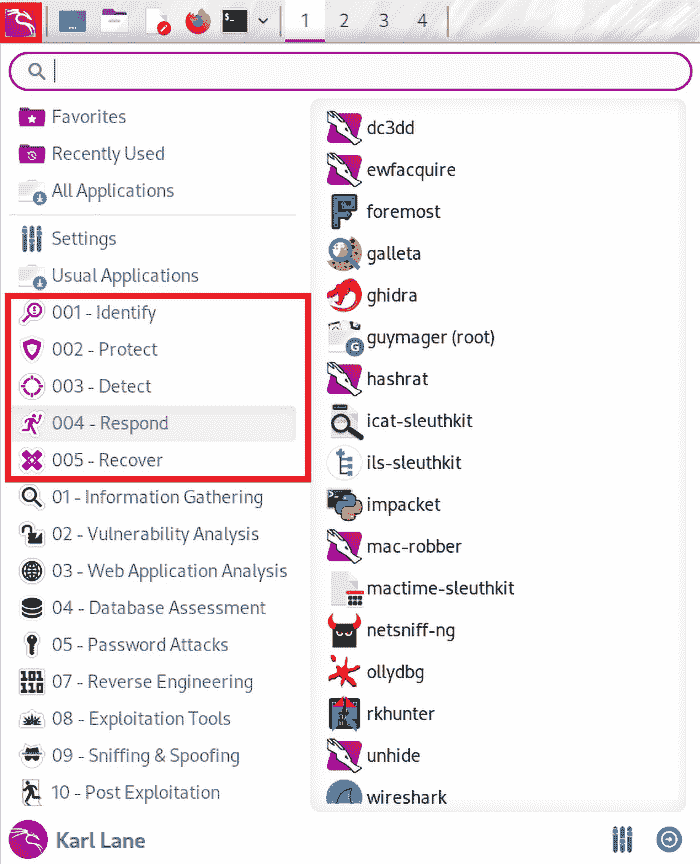 1 2 3 4
Favorites
Recently Used
All Applications
Settings
Usual Applications
001 - Identify
002 - Protect
003 - Detect
004 - Respond
005 - Recover
01 - Information Gathering
02 - Vulnerability Analysis
03 - Web Application Analysis
04 - Database Assessment
05 - Password Attacks
07 - Reverse Engineering
08 - Exploitation Tools
09 - Sniffing & Spoofing
10 - Post Exploitation
dc3dd
ewfacquire
foremost
galleta
ghidra
guymager (root)
hashrat
icat-sleuthkit
ils-sleuthkit
impacket
mac-robber
mactime-sleuthkit
netsniff-ng
ollydbg
rkhunter
unhide
wireshark
Karl Lane